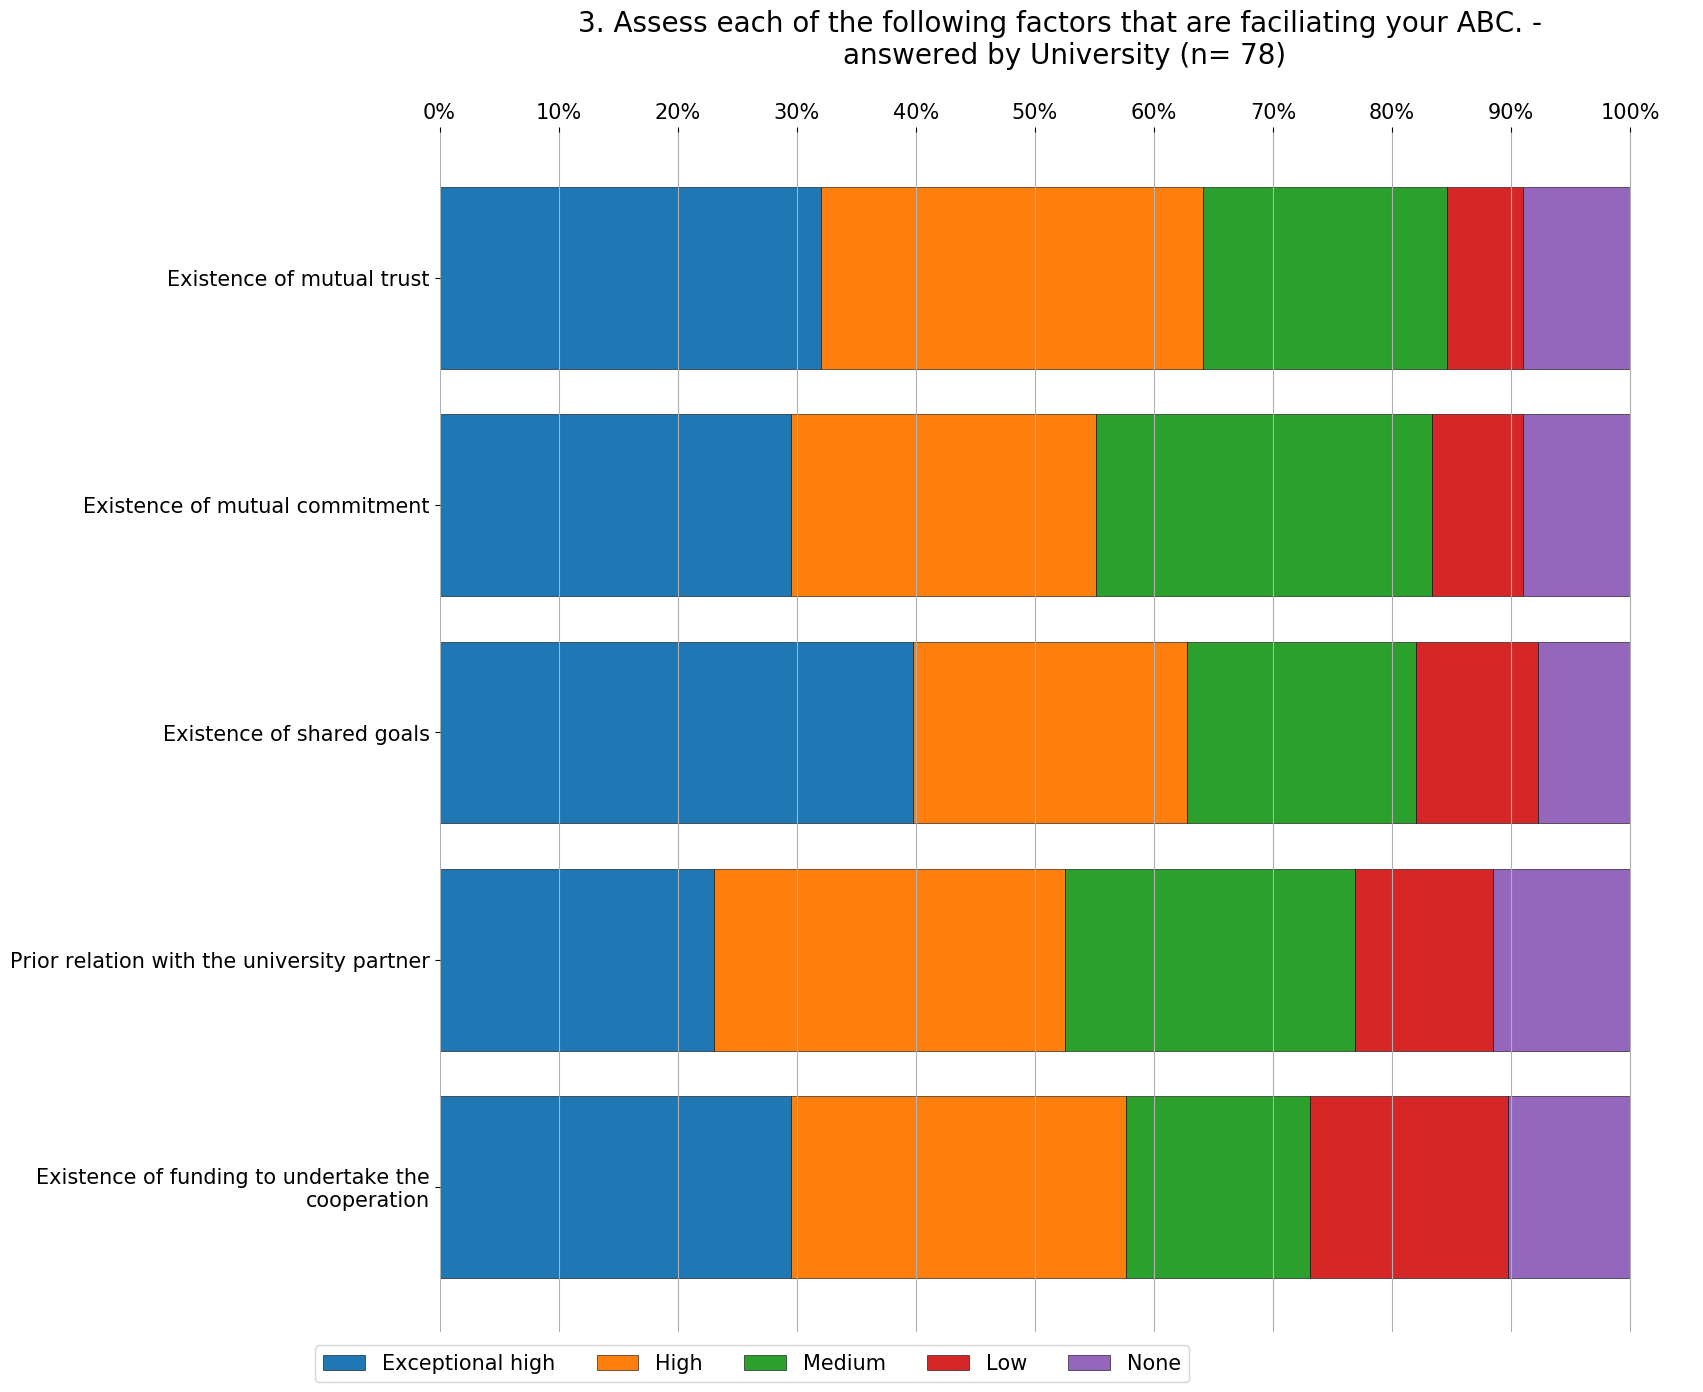 3. Assess each of the following factors that are faciliating your ABC. -
answered by University (n= 78)
0% 10% 20% 30% 40% 50% 60% 70% 80% 90% 100%
Existence of mutual trust
Existence of mutual commitment
Existence of shared goals
Prior relation with the university partner
Existence of funding to undertake the
cooperation
Exceptional high High Medium Low None